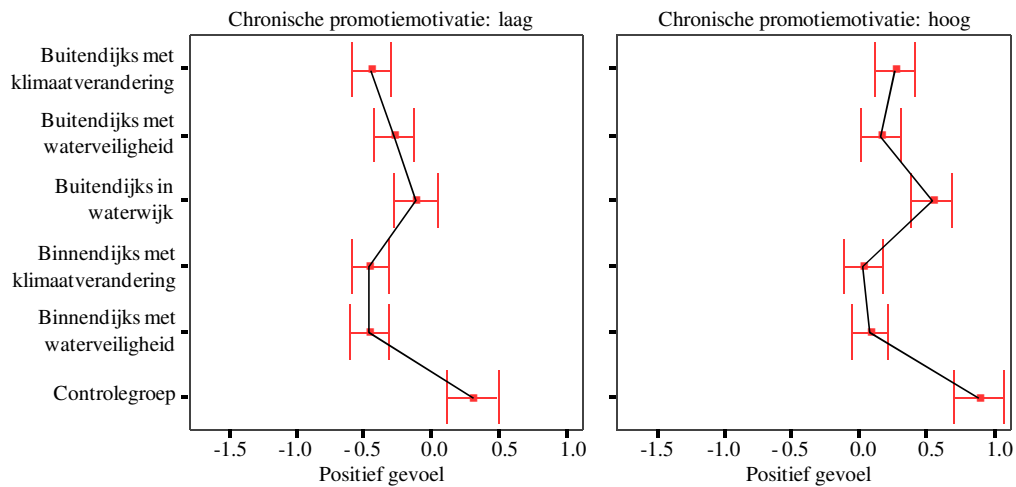 Chronische promotiemotivatie: laag
Chronische promotiemotivatie: hoog
Buitendijks met
klimaatverandering
Buitendijks met
waterveiligheid
Buitendijks in
waterwijk
Binnendijks met
klimaatverandering
Binnendijks met
waterveiligheid
Controlegroep
-1.5 -1.0 -0.5 0.0 0.5 1.0
-1.5 -1.0 -0.5 0.0 0.5 1.0
Positief gevoel
Positief gevoel